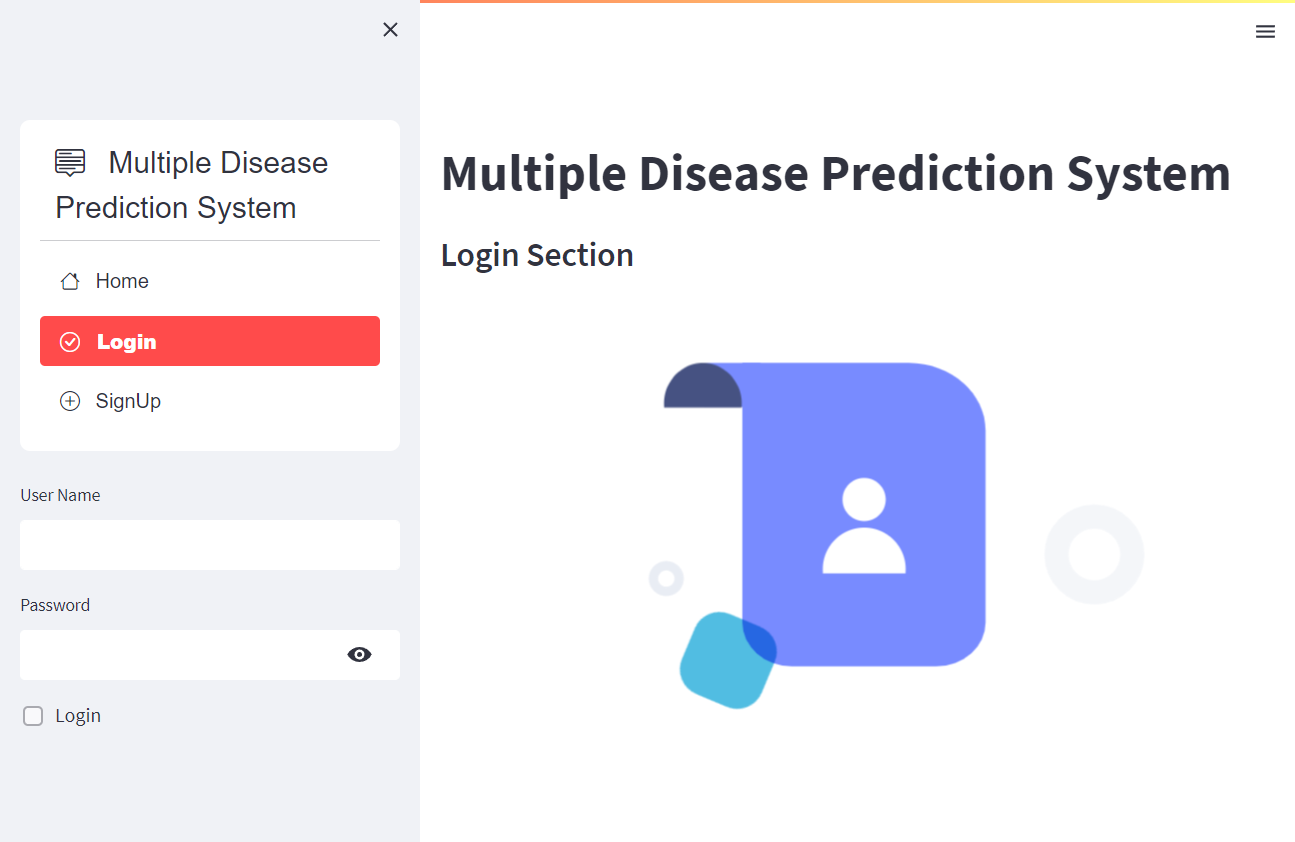 Multiple Disease
Prediction System
Home
Login
SignUp
User Name
Password
Login
Multiple Disease Prediction System
Login Section